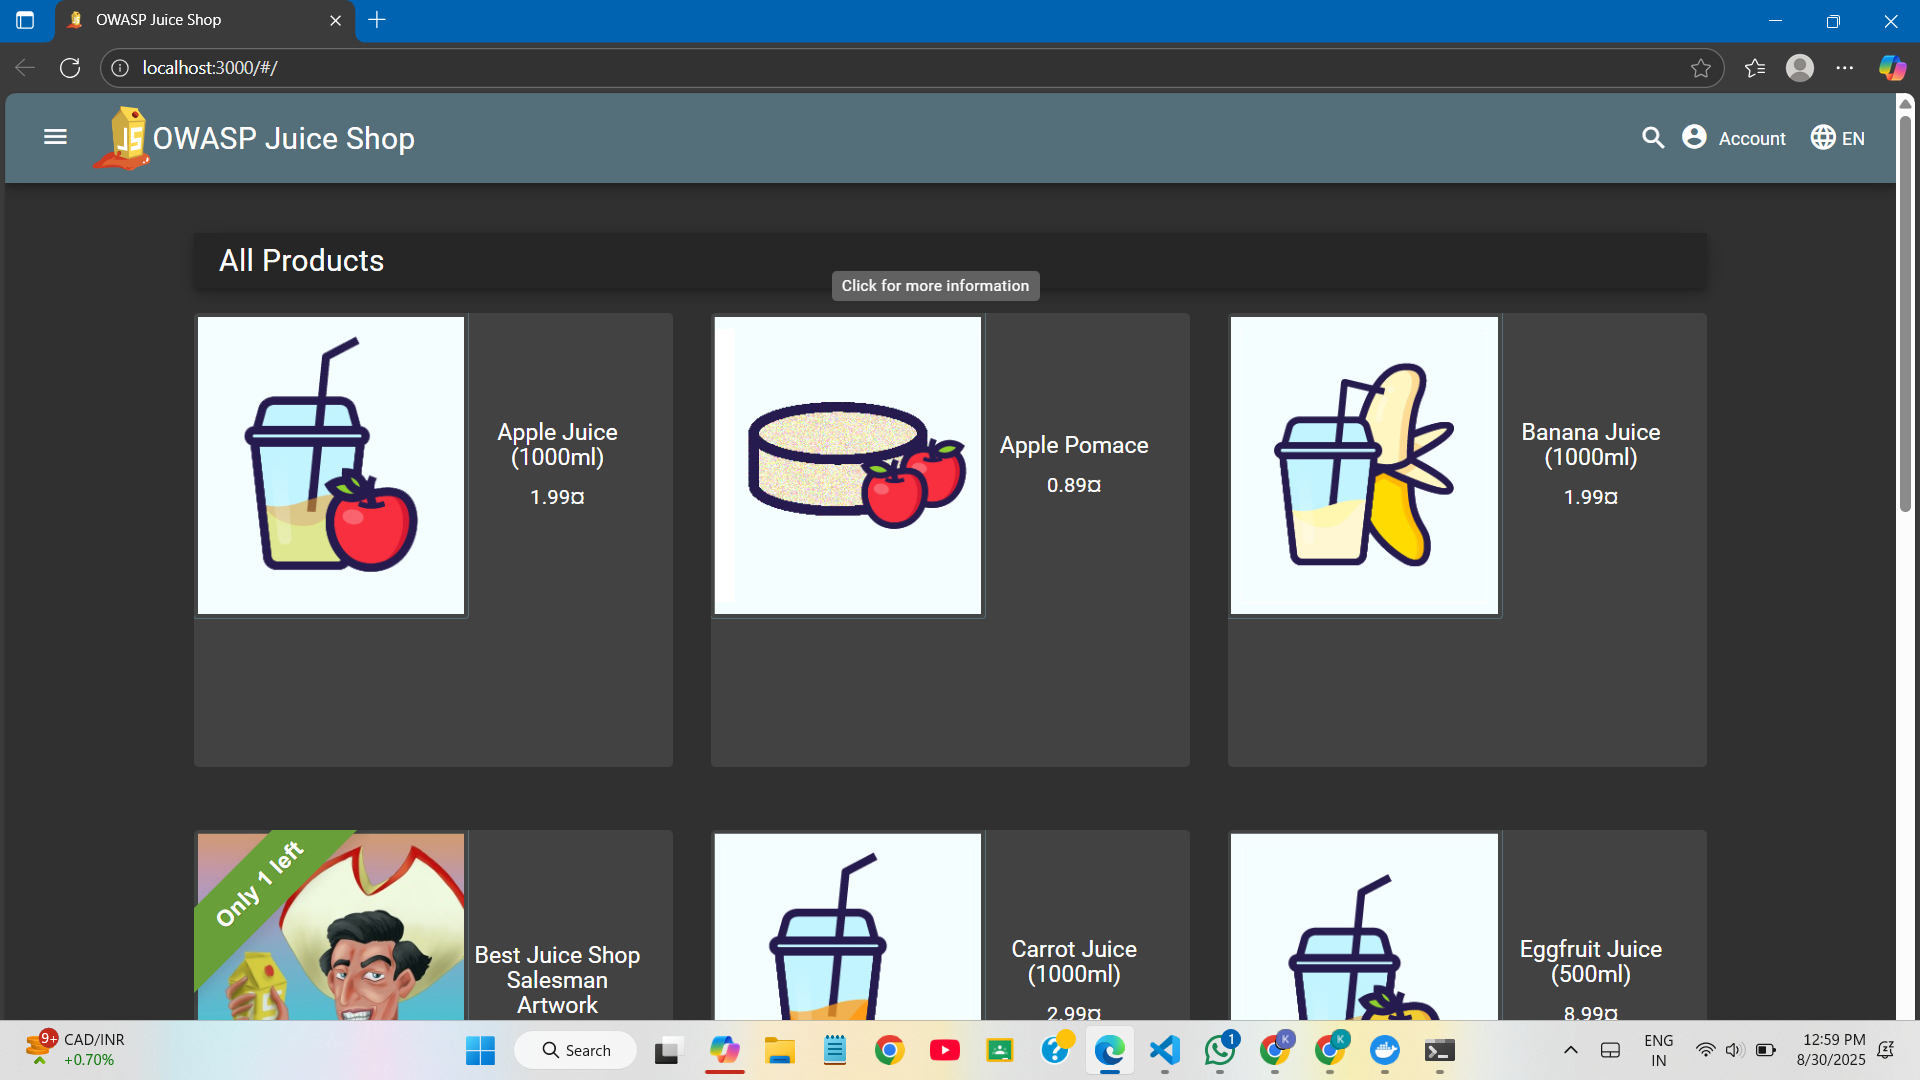 OWASP Juice Shop
localhost:3000/#/
JS
OWASP Juice Shop
Account
EN
All Products
Click for more information
Apple Juice
(1000ml)
1.99¤
Apple Pomace
0.89¤
Banana Juice
(1000ml)
1.99¤
Only 1 left
Best Juice Shop
Salesman
Artwork
Carrot Juice
(1000ml)
2.99¤
Eggfruit Juice
(500ml)
8.99¤
9+
CAD/INR
+0.70%
Search
1
K
K
ENG
IN
12:59 PM
8/30/2025